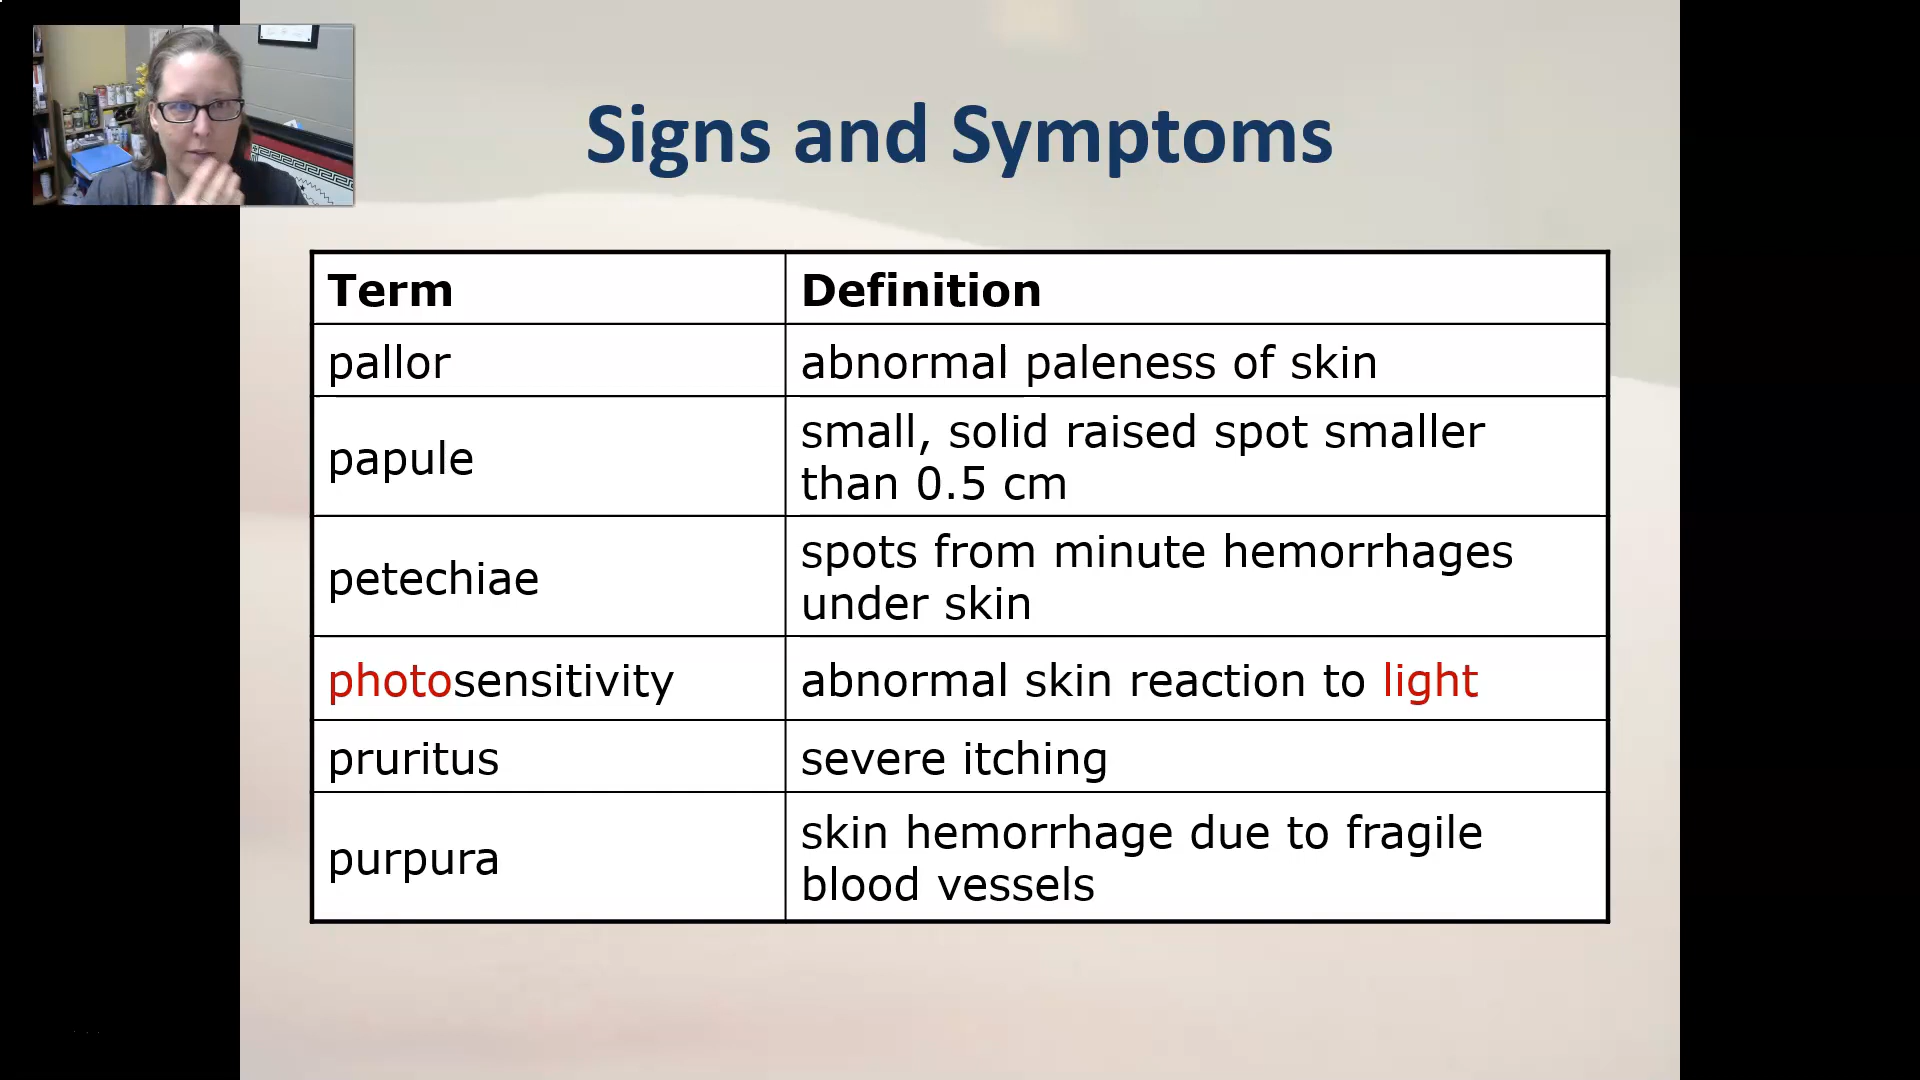 Signs and Symptoms
Term Definition
pallor abnormal paleness of skin
papule small, solid raised spot smaller
than 0.5 cm
petechiae spots from minute hemorrhages
under skin
photosensitivity abnormal skin reaction to light
pruritus severe itching
purpura skin hemorrhage due to fragile
blood vessels